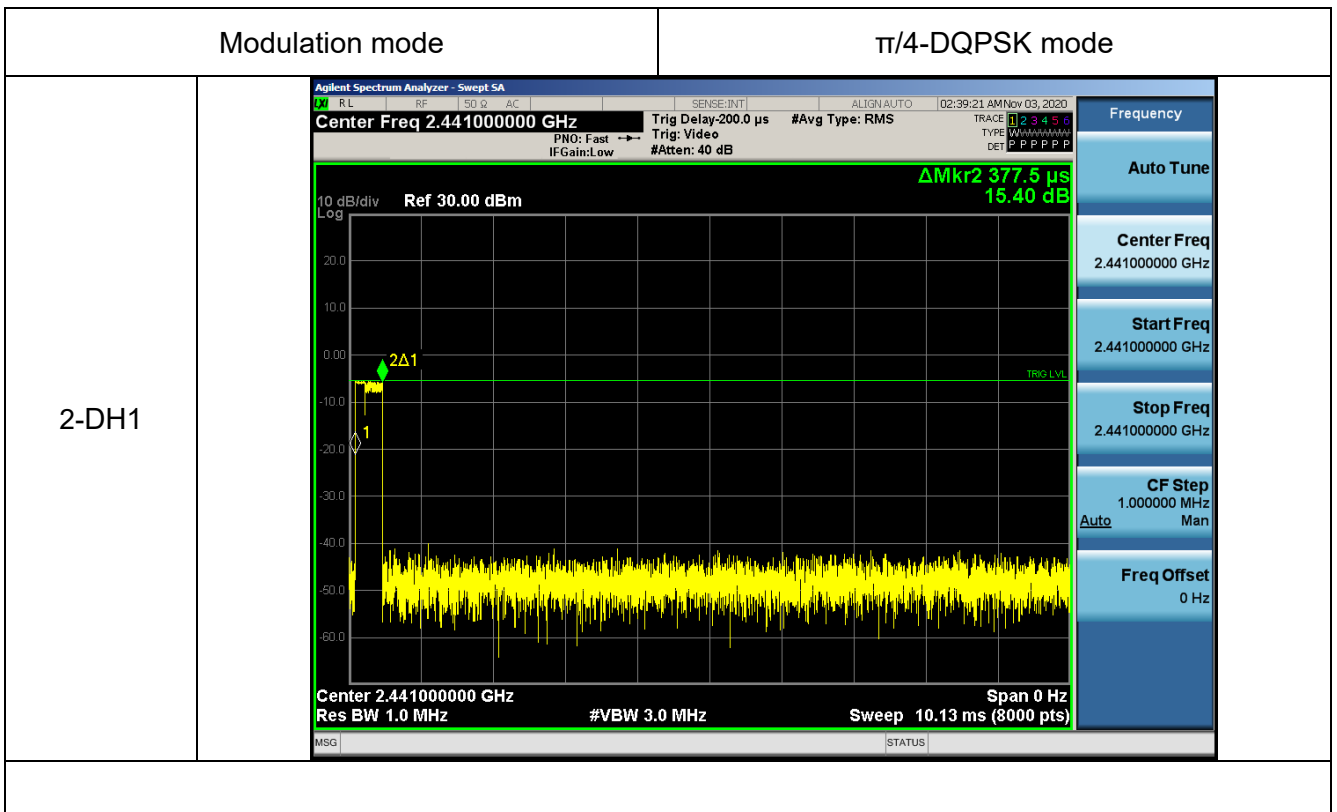 Modulation mode
π/4-DQPSK mode
2-DH1
Agilent Spectrum Analyzer - Swept SA
LXI RL RF 50 Ω AC SENSE:INT ALIGN AUTO 02:39:21 AM Nov 03, 2020
Center Freq 2.441000000 GHz
PNO: Fast
IFGain:Low
Trig Delay-200.0 µs
Trig: Video
#Atten: 40 dB
#Avg Type: RMS
TRACE 1 2 3 4 5 6
TYPE WWWWWW
DET P P P P P P
ΔMkr2 377.5 µs
15.40 dB
10 dB/div Ref 30.00 dBm
Log
20.0
10.0
0.00
-10.0
-20.0
-30.0
-40.0
-50.0
-60.0
2Δ1
1
TRIG LVL
Center 2.441000000 GHz Span 0 Hz
Res BW 1.0 MHz #VBW 3.0 MHz Sweep 10.13 ms (8000 pts)
MSG STATUS
Frequency
Auto Tune
Center Freq
2.441000000 GHz
Start Freq
2.441000000 GHz
Stop Freq
2.441000000 GHz
CF Step
1.000000 MHz
Auto Man
Freq Offset
0 Hz